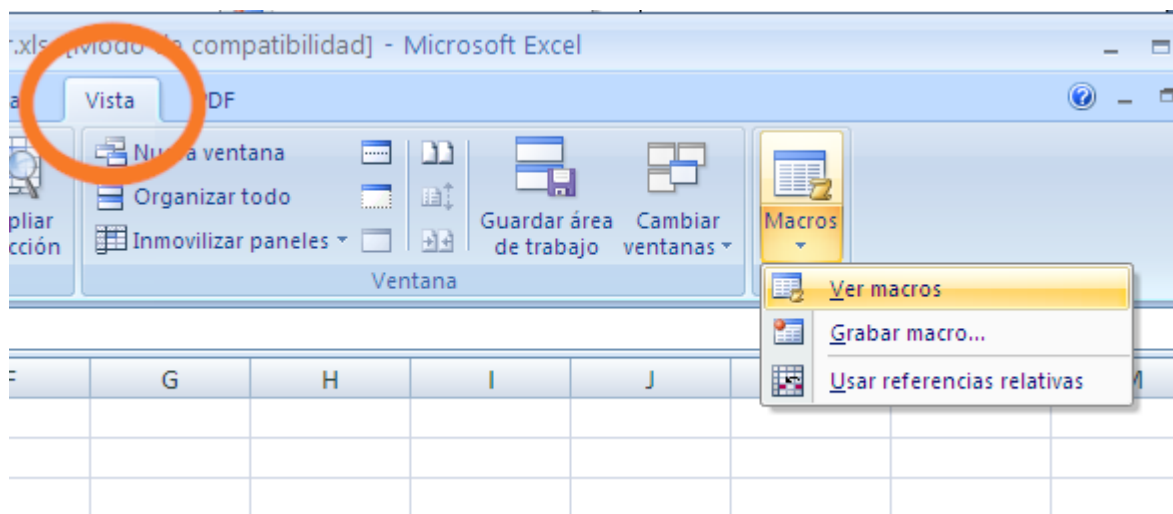 r.xls [Modo de compatibilidad] - Microsoft Excel
Vista PDF
Nueva ventana
Organizar todo
Inmovilizar paneles
pliar
cción
Guardar área
de trabajo
Cambiar
ventanas
Macros
Ventana
Ver macros
Grabar macro...
Usar referencias relativas
G H I J M